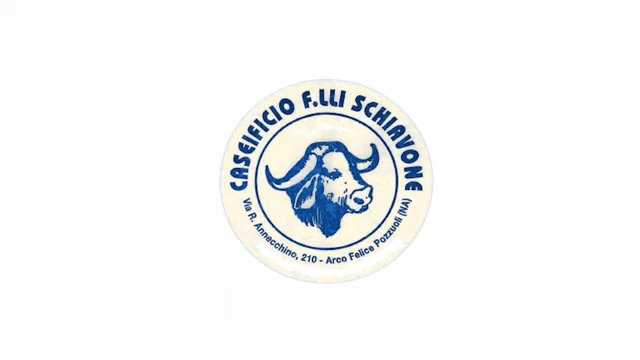 CASEIFICIO F.LLI SCHIAVONE
Via R. Annecchino, 210 - Arco Felice Pozzuoli (NA)